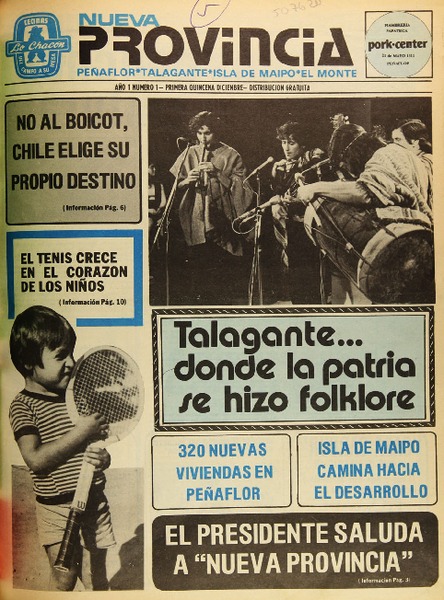 LEGBAS
Lo Chacon
NUEVA
PROVINCIA
PEÑAFLOR*TALAGANTE*ISLA DE MAIPO*EL MONTE
pork-center
AÑO 1 NUMERO 1 - PRIMERA QUINCENA DICIEMBRE - DISTRIBUCION GRATUITA
NO AL BOICOT,
CHILE ELIGE SU
PROPIO DESTINO
(Información Pág. 6)
EL TENIS CRECE
EN EL CORAZON
DE LOS NIÑOS
(Información Pág. 10)
Talagante...
donde la patria
se hizo folklore
320 NUEVAS
VIVIENDAS EN
PEÑAFLOR
ISLA DE MAIPO
CAMINA HACIA
EL DESARROLLO
EL PRESIDENTE SALUDA
A "NUEVA PROVINCIA"
(Información Pág. 3)